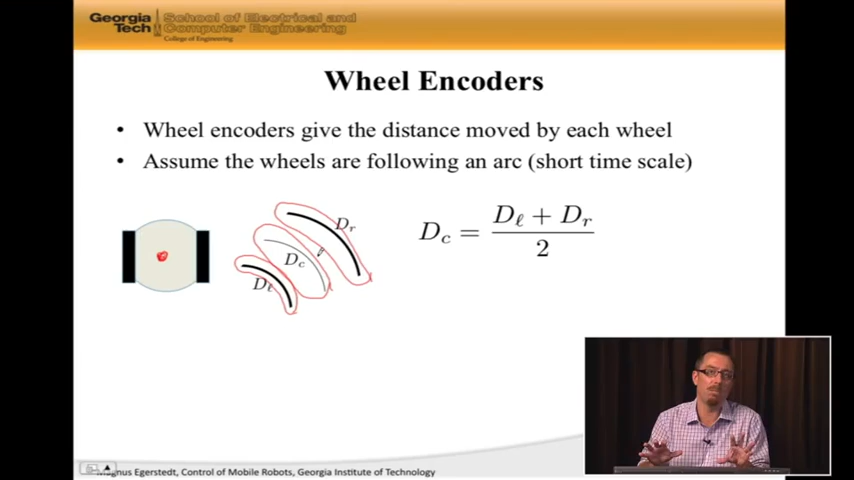 Georgia Tech
School of Electrical and Computer Engineering
College of Engineering
Wheel Encoders
• Wheel encoders give the distance moved by each wheel
• Assume the wheels are following an arc (short time scale)
D_r
D_c
D_ℓ
D_c = (D_ℓ + D_r) / 2
Magnus Egerstedt, Control of Mobile Robots, Georgia Institute of Technology